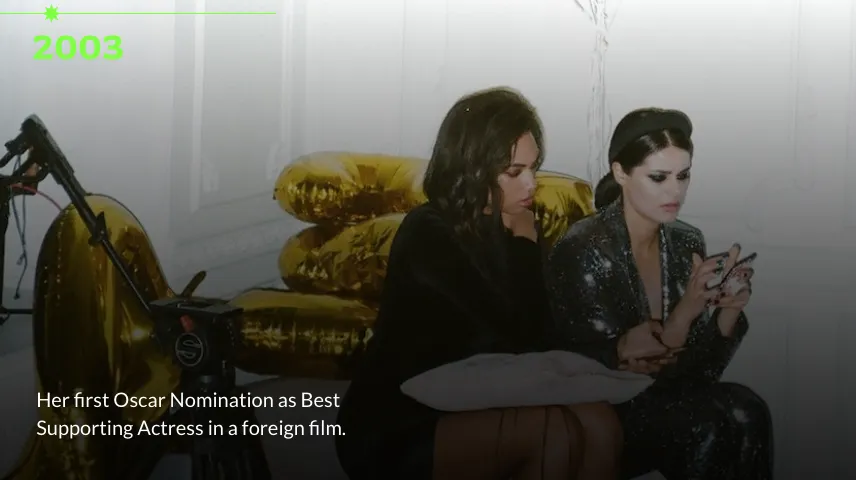 2003
Her first Oscar Nomination as Best
Supporting Actress in a foreign film.